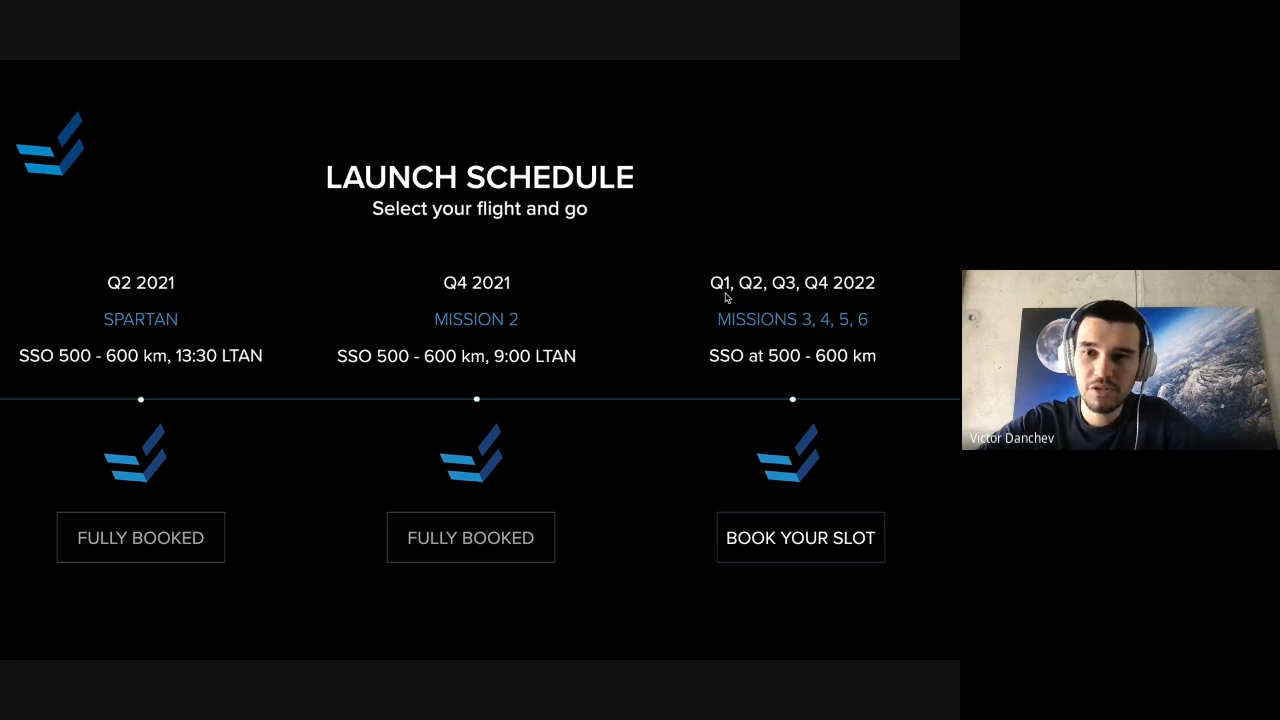 LAUNCH SCHEDULE
Select your flight and go
Q2 2021
SPARTAN
SSO 500 - 600 km, 13:30 LTAN
FULLY BOOKED
Q4 2021
MISSION 2
SSO 500 - 600 km, 9:00 LTAN
FULLY BOOKED
Q1, Q2, Q3, Q4 2022
MISSIONS 3, 4, 5, 6
SSO at 500 - 600 km
BOOK YOUR SLOT
Victor Danchev